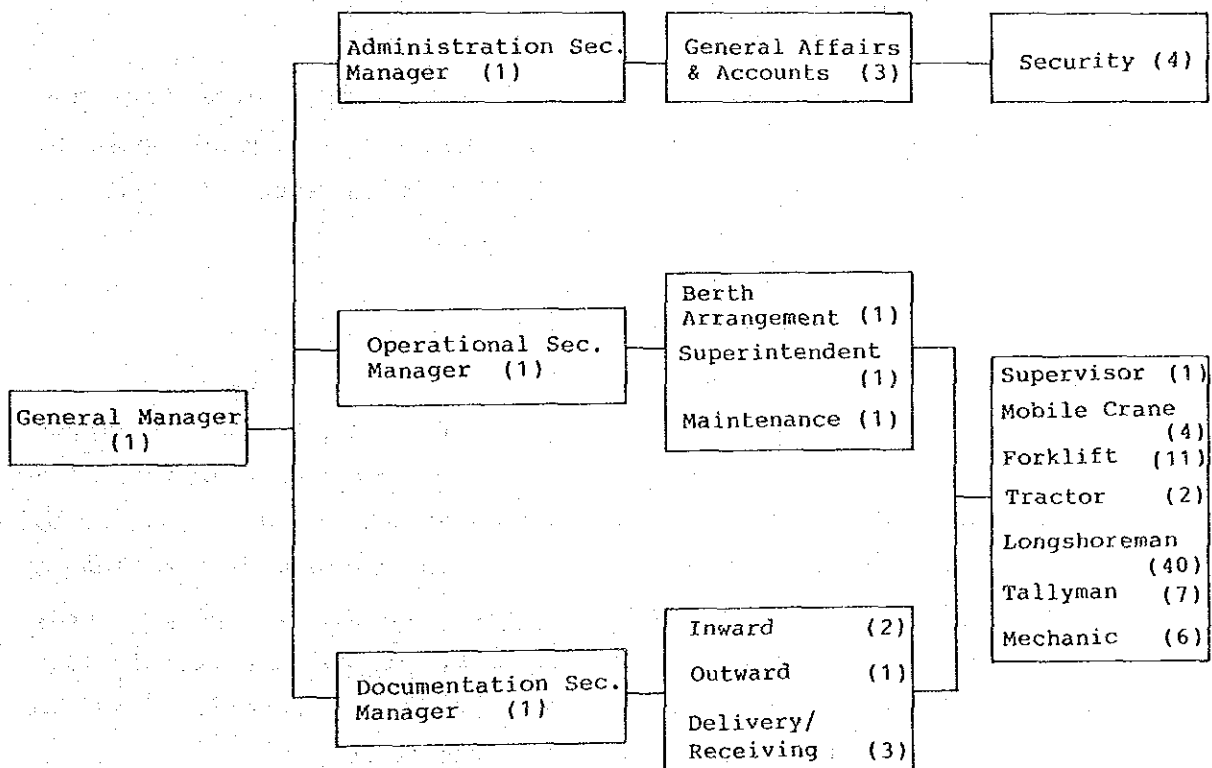 Administration Sec.
Manager (1)
General Affairs
& Accounts (3)
Security (4)
General Manager
(1)
Operational Sec.
Manager (1)
Berth
Arrangement (1)
Superintendent
(1)
Maintenance (1)
Supervisor (1)
Mobile Crane
(4)
Forklift (11)
Tractor (2)
Longshoreman
(40)
Tallyman (7)
Mechanic (6)
Documentation Sec.
Manager (1)
Inward (2)
Outward (1)
Delivery/
Receiving (3)